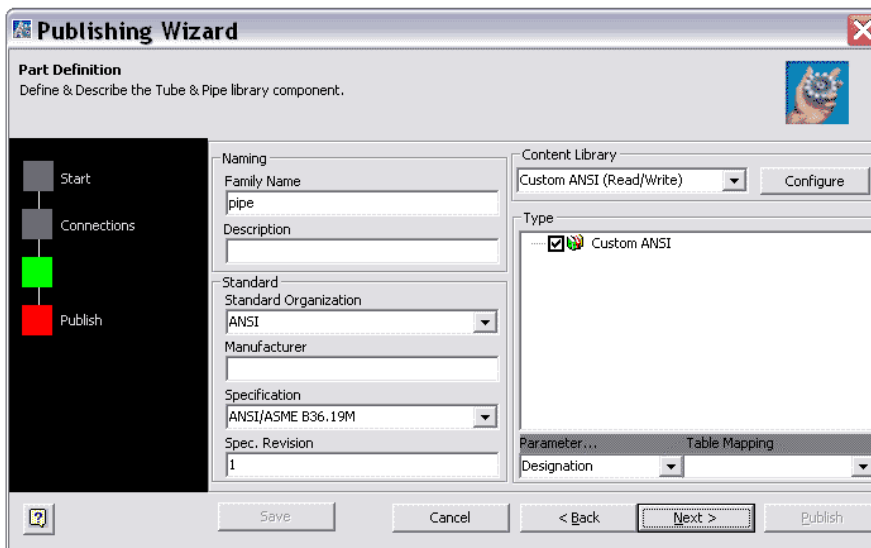 Publishing Wizard
Part Definition
Define & Describe the Tube & Pipe library component.
Start
Connections
Publish
Naming
Family Name
pipe
Description
Standard
Standard Organization
ANSI
Manufacturer
Specification
ANSI/ASME B36.19M
Spec. Revision
1
Content Library
Custom ANSI (Read/Write)
Configure
Type
Custom ANSI
Parameter... Table Mapping
Designation
Save Cancel < Back Next > Publish